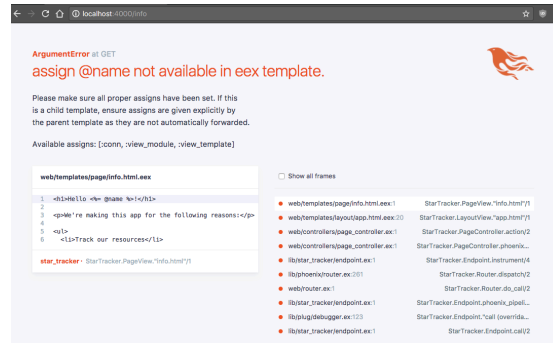 localhost:4000/info
ArgumentError at GET
assign @name not available in eex template.
Please make sure all proper assigns have been set. If this
is a child template, ensure assigns are given explicitly by
the parent template as they are not automatically forwarded.
Available assigns: [:conn, :view_module, :view_template]
web/templates/page/info.html.eex
1 <h1>Hello <%= @name %>!</h1>
2
3 <p>We're making this app for the following reasons:</p>
4
5 <ul>
6 <li>Track our resources</li>
star_tracker · StarTracker.PageView."info.html"/1
Show all frames
web/templates/page/info.html.eex:1 StarTracker.PageView."info.html"/1
web/templates/layout/app.html.eex:20 StarTracker.LayoutView."app.html"/1
web/controllers/page_controller.ex:1 StarTracker.PageController.action/2
web/controllers/page_controller.ex:1 StarTracker.PageController.phoenix...
lib/star_tracker/endpoint.ex:1 StarTracker.Endpoint.instrument/4
lib/phoenix/router.ex:261 StarTracker.Router.dispatch/2
web/router.ex:1 StarTracker.Router.do_call/2
lib/star_tracker/endpoint.ex:1 StarTracker.Endpoint.phoenix_pipeli...
lib/plug/debugger.ex:123 StarTracker.Endpoint."call (overrida...
lib/star_tracker/endpoint.ex:1 StarTracker.Endpoint.call/2